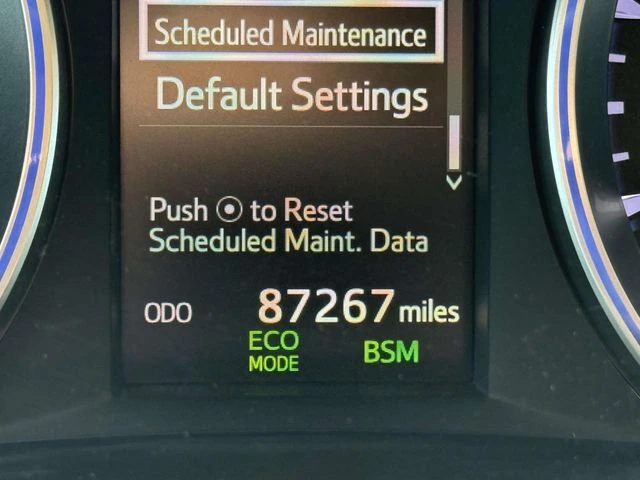 Scheduled Maintenance
Default Settings
Push ⊙ to Reset
Scheduled Maint. Data
ODO 87267 miles
ECO MODE BSM